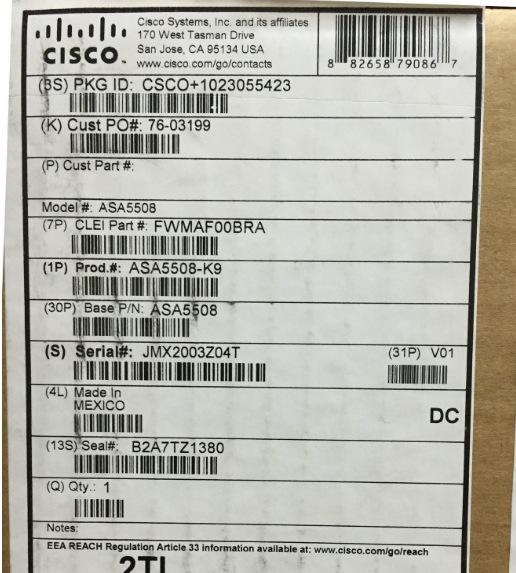 Cisco Systems, Inc. and its affiliates
170 West Tasman Drive
San Jose, CA 95134 USA
www.cisco.com/go/contacts
CISCO™
8 82658 79086 7
(3S) PKG ID: CSCO+1023055423
(K) Cust PO#: 76-03199
(P) Cust Part #:
Model #: ASA5508
(7P) CLEI Part #: FWMAF00BRA
(1P) Prod.#: ASA5508-K9
(30P) Base P/N: ASA5508
(S) Serial#: JMX2003Z04T
(31P) V01
(4L) Made In
MEXICO
DC
(13S) Seal#: B2A7TZ1380
(Q) Qty.: 1
Notes:
EEA REACH Regulation Article 33 information available at: www.cisco.com/go/reach